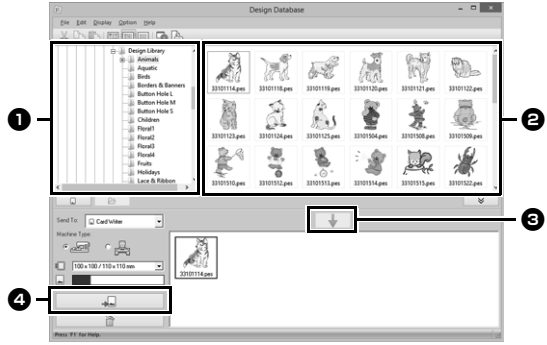 Design Database
File Edit Display Option Help
Design Library
Animals
Aquatic
Birds
Borders & Banners
Button Hole L
Button Hole M
Button Hole S
Children
Floral1
Floral2
Floral3
Floral4
Fruits
Holidays
Lace & Ribbon
33101114.pes 33101118.pes 33101119.pes 33101120.pes 33101121.pes 33101122.pes
33101123.pes 33101124.pes 33101125.pes 33101504.pes 33101508.pes 33101509.pes
33101510.pes 33101512.pes 33101513.pes 33101514.pes 33101515.pes 33101522.pes
1
2
Send To: Card Writer
3
Machine Type:
100 x 100 / 110 x 110 mm
33101114.pes
4
Press 'F1' for Help.